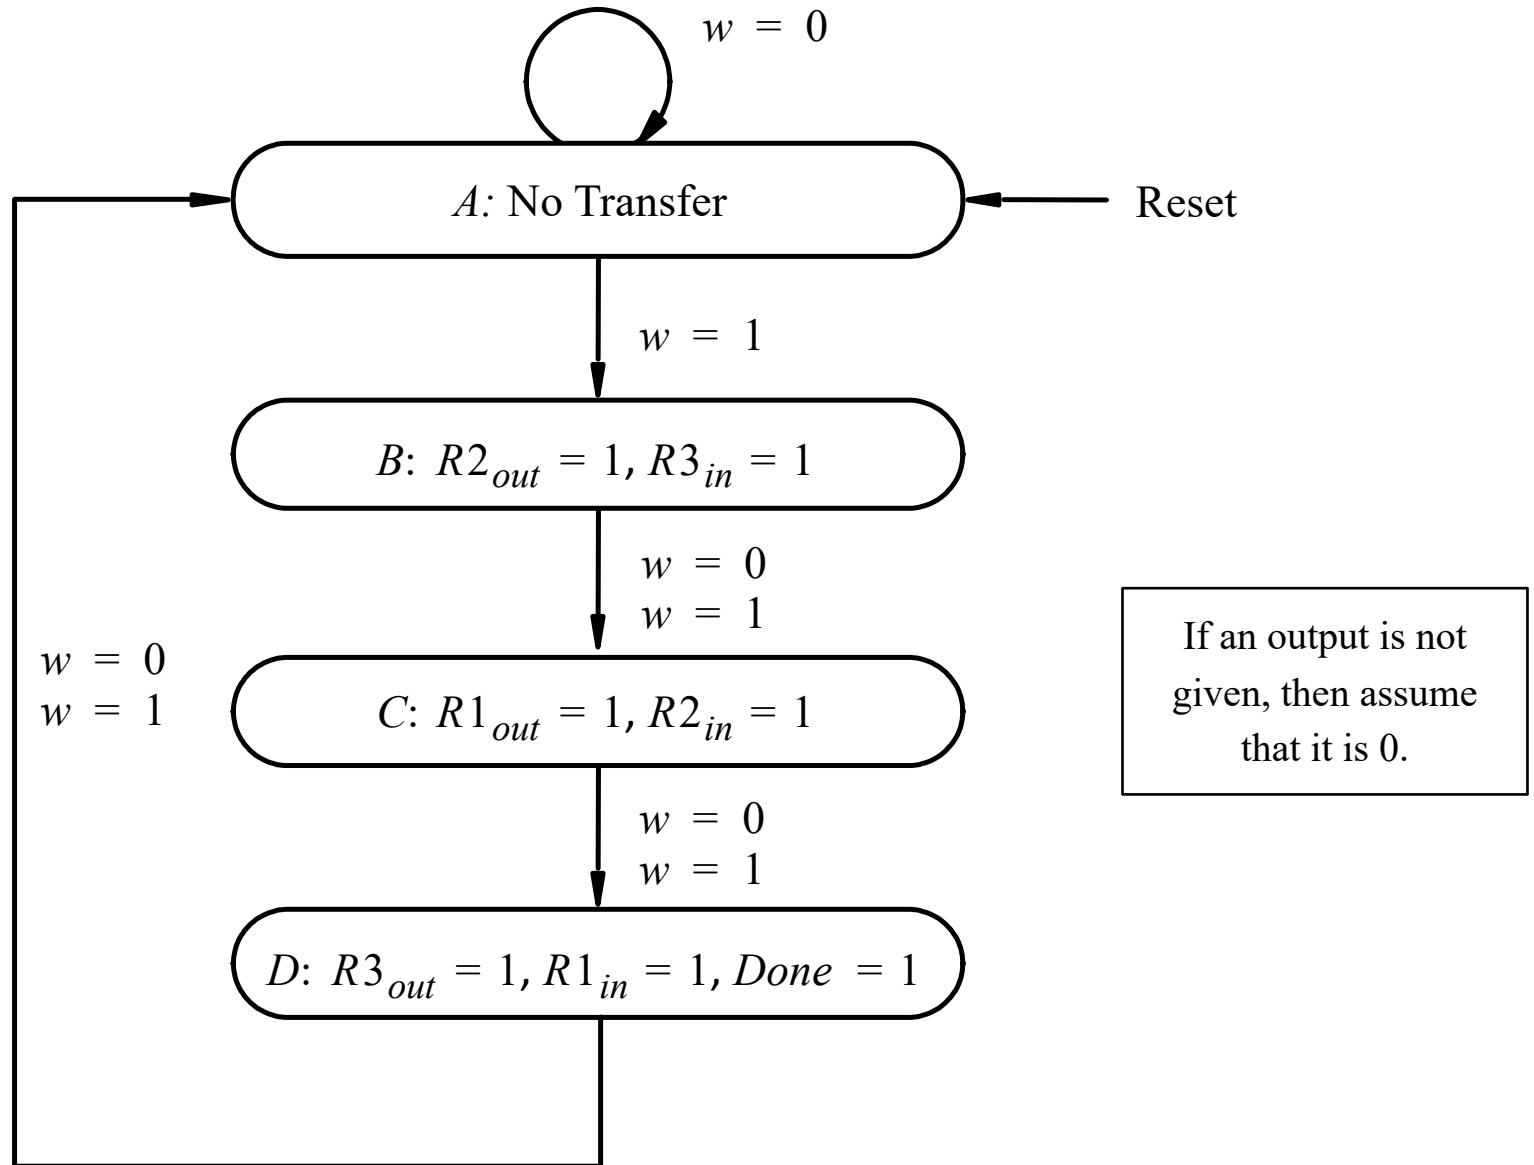 w = 0
A: No Transfer
Reset
w = 1
B: R2out = 1, R3in = 1
w = 0
w = 1
If an output is not
given, then assume
that it is 0.
w = 0
w = 1
C: R1out = 1, R2in = 1
w = 0
w = 1
D: R3out = 1, R1in = 1, Done = 1